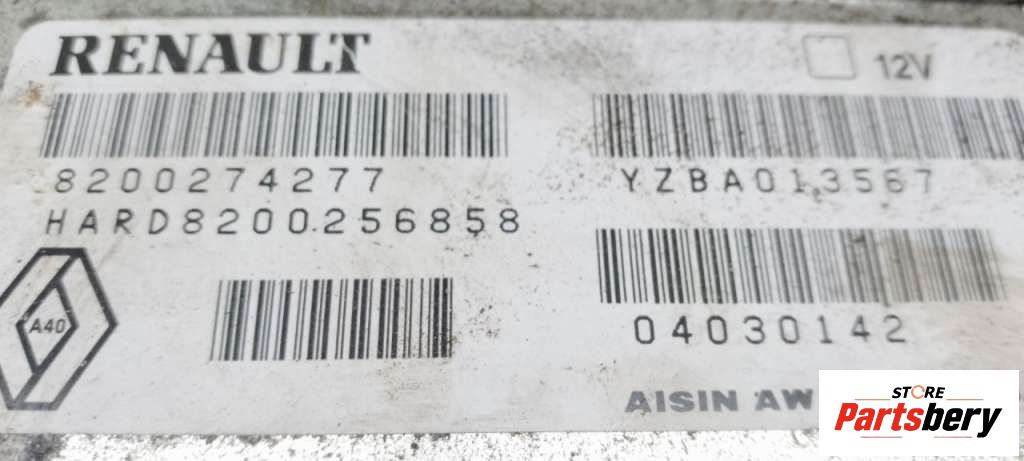 RENAULT
12V
8200274277
YZBA013567
HARD8200256858
A40
04030142
AISIN AW
STORE
Partsbery